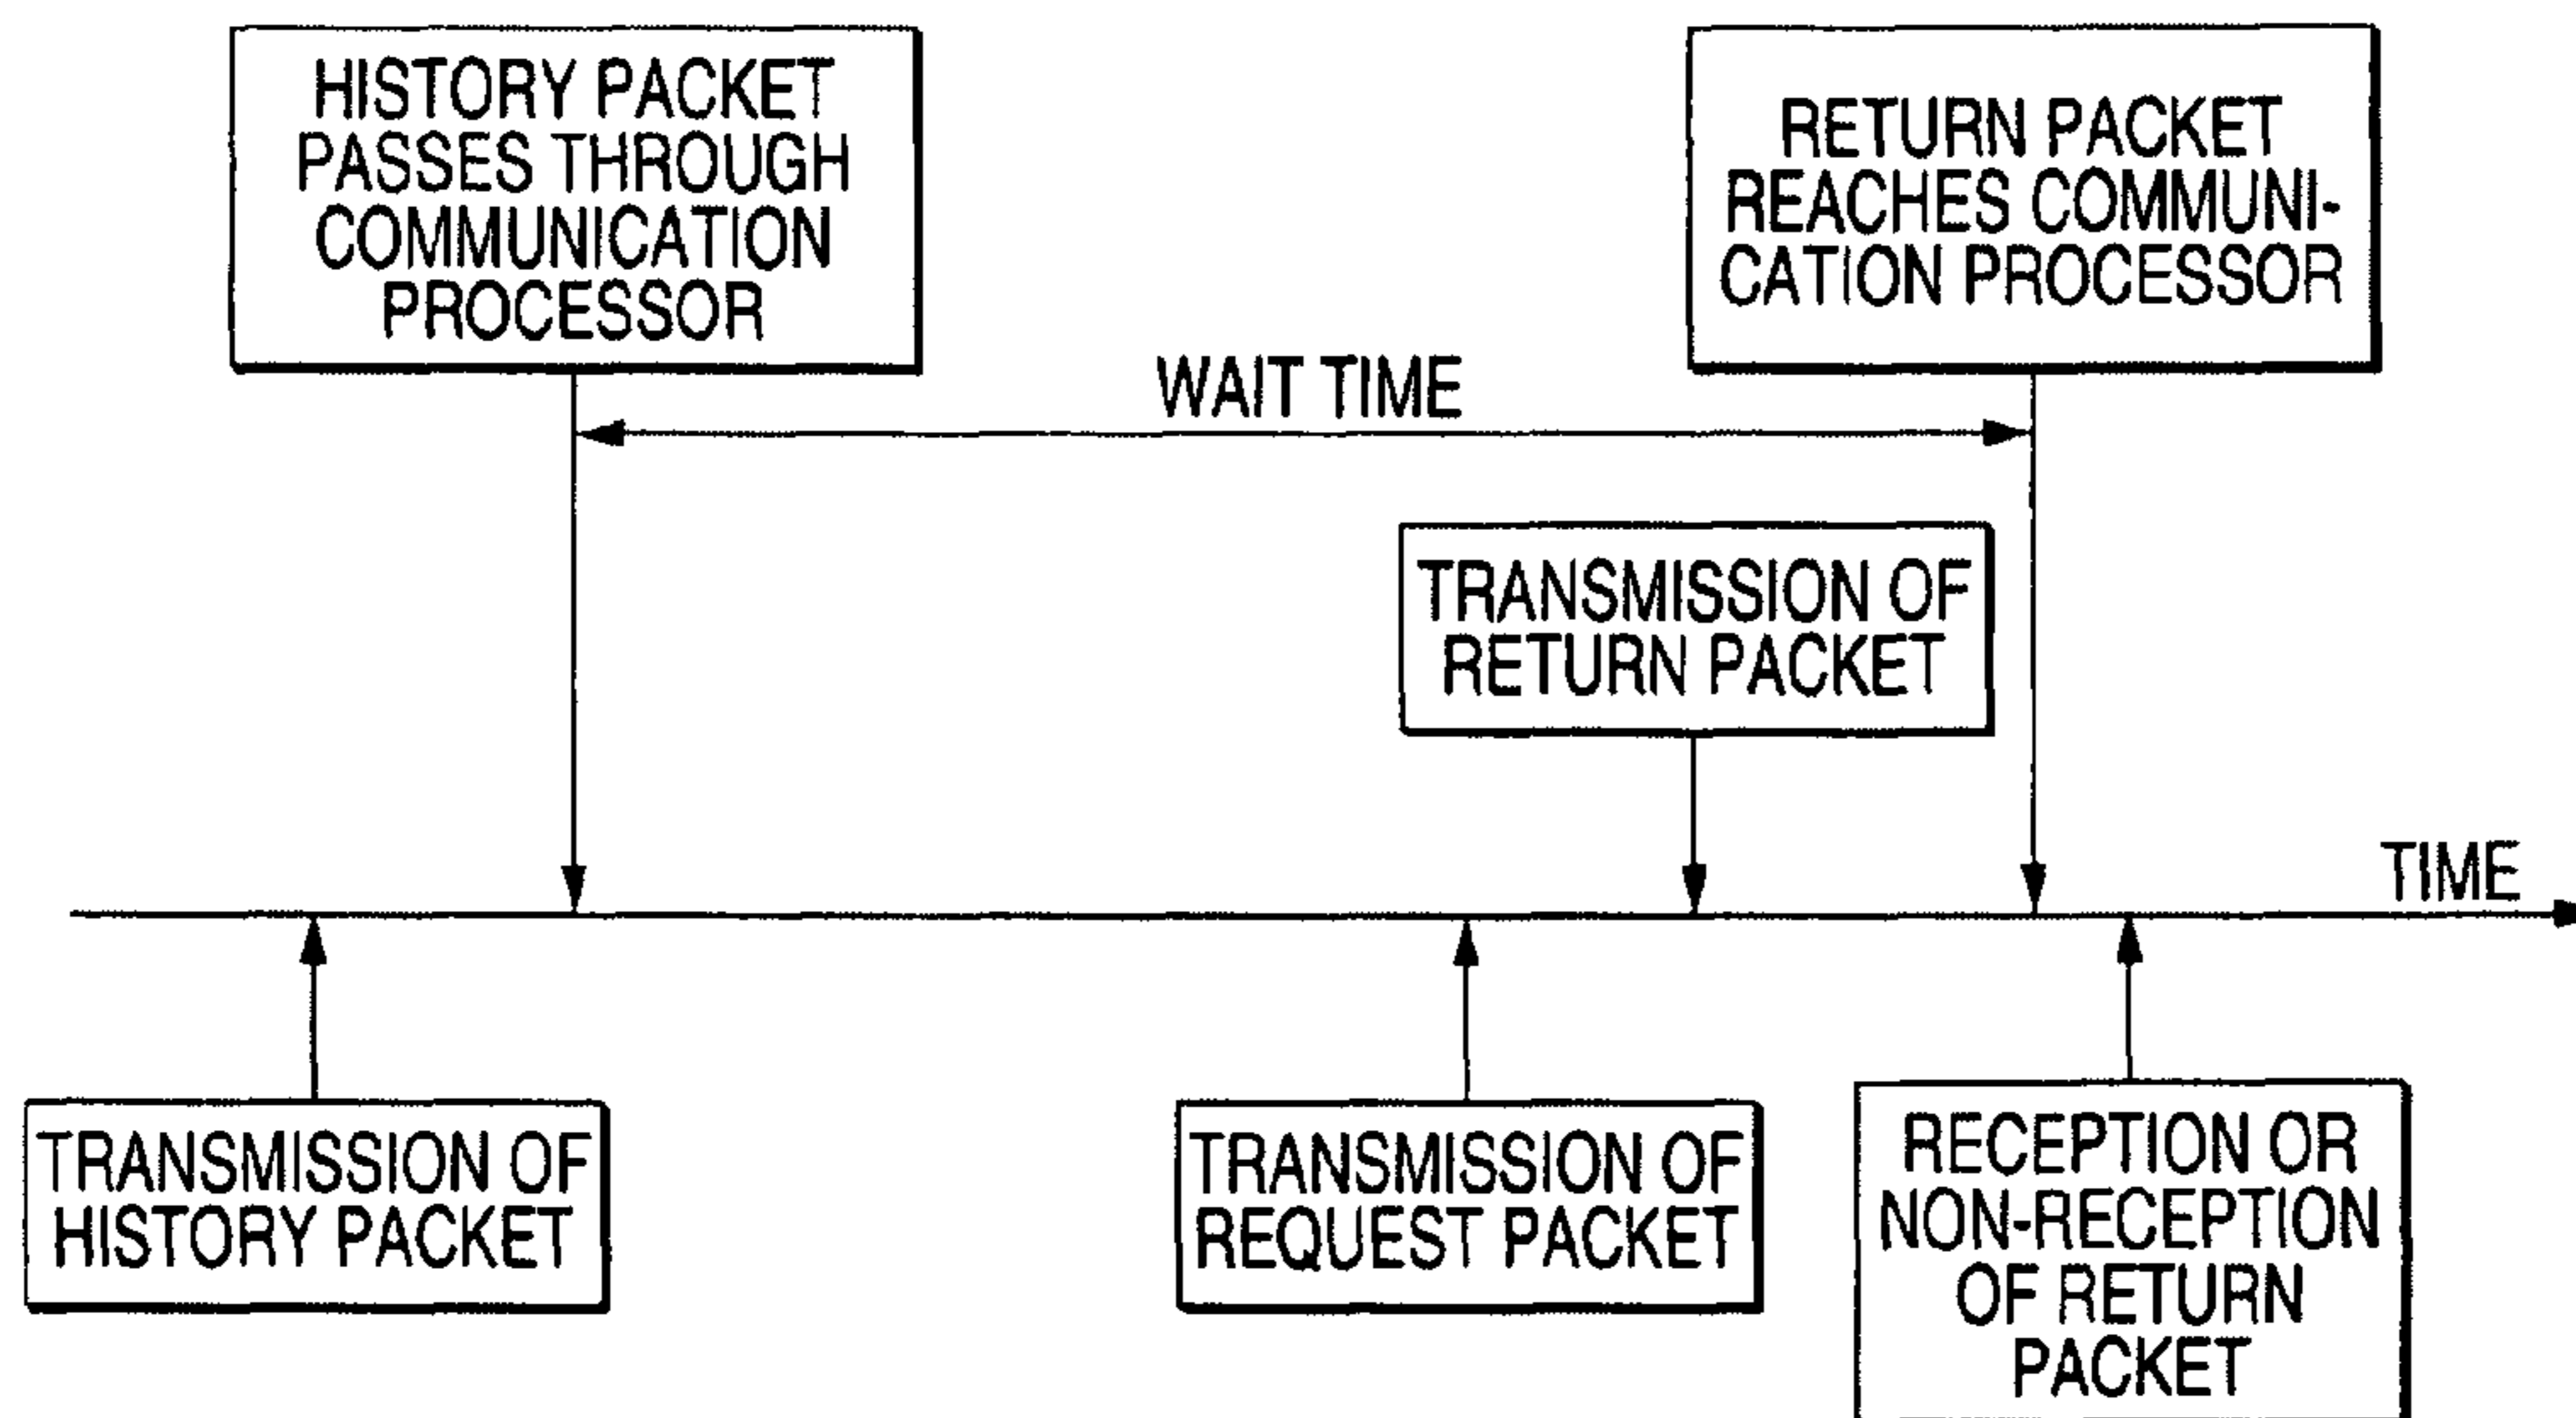 HISTORY PACKET
PASSES THROUGH
COMMUNICATION
PROCESSOR
RETURN PACKET
REACHES COMMUNI-
CATION PROCESSOR
WAIT TIME
TRANSMISSION OF
RETURN PACKET
TIME
TRANSMISSION OF
HISTORY PACKET
TRANSMISSION OF
REQUEST PACKET
RECEPTION OR
NON-RECEPTION
OF RETURN
PACKET